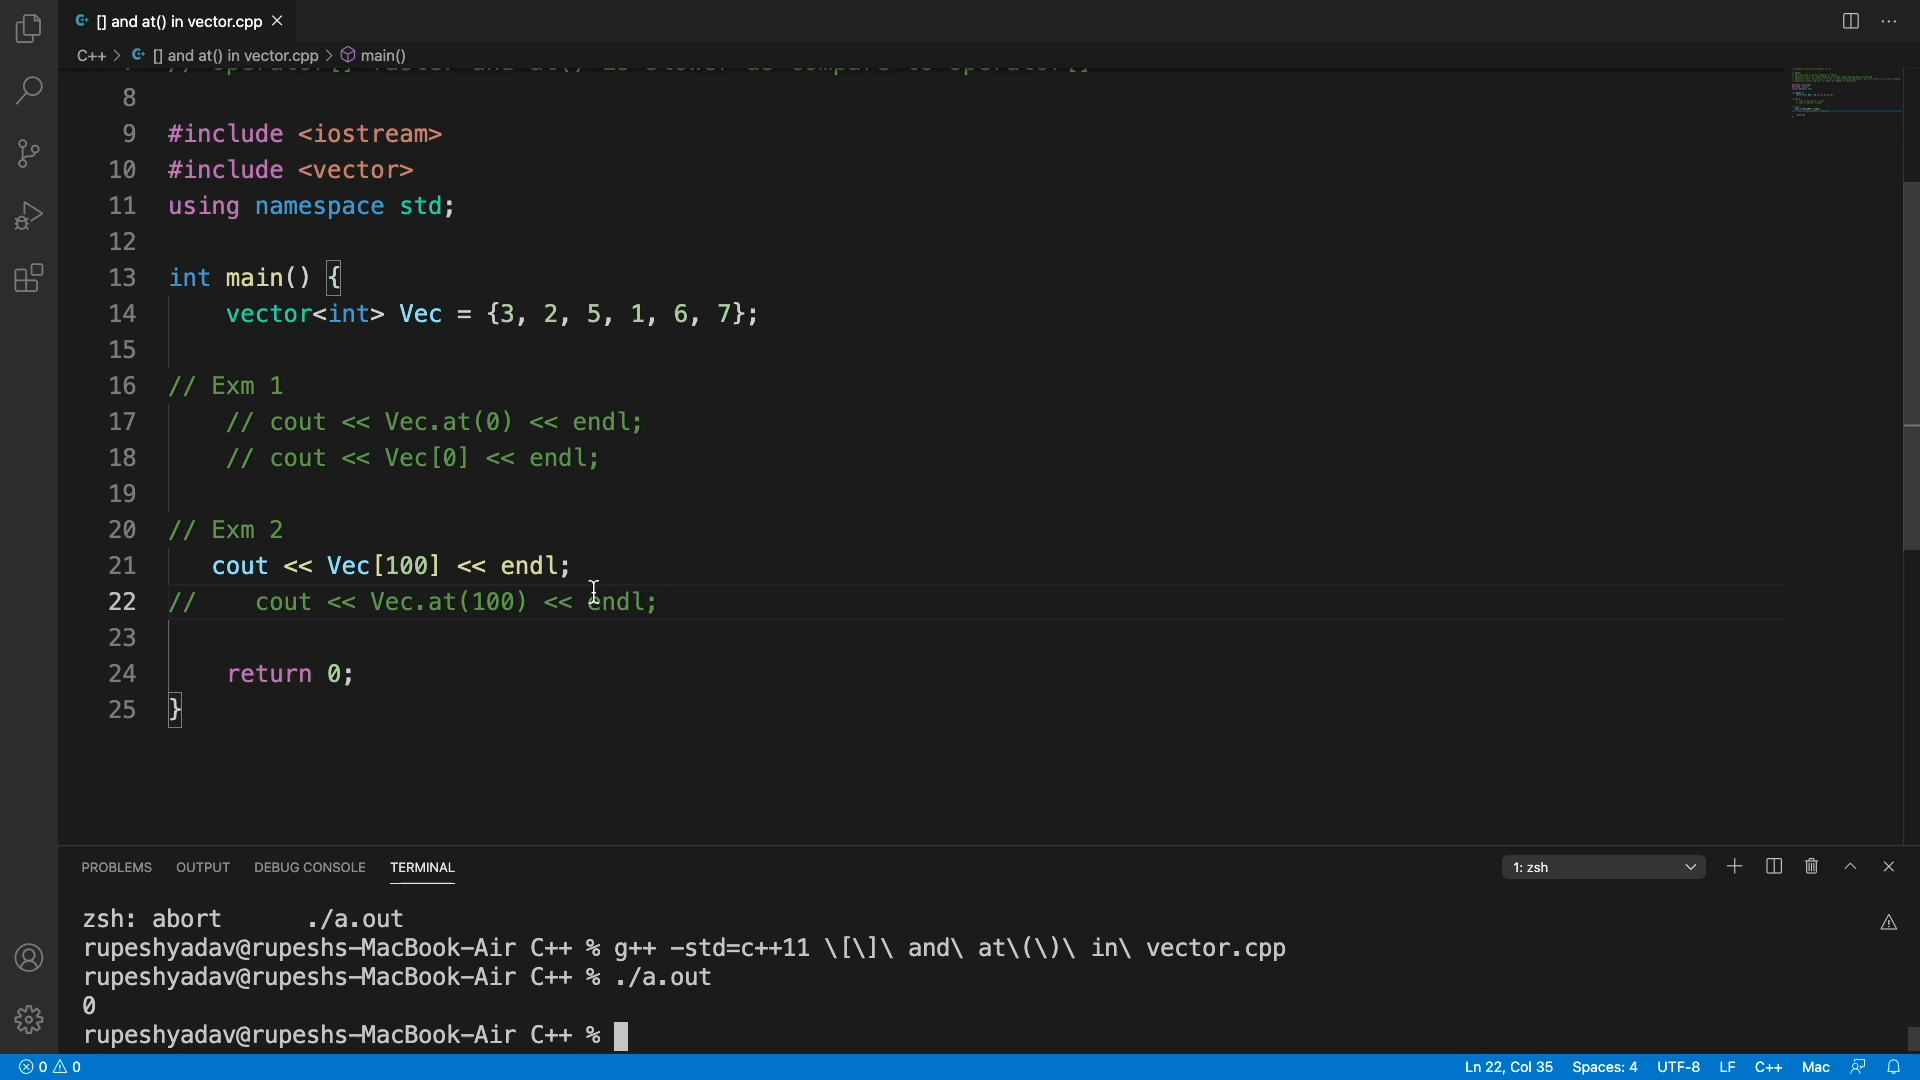 [] and at() in vector.cpp
C++ > [] and at() in vector.cpp > main()
8
9 #include <iostream>
10 #include <vector>
11 using namespace std;
12
13 int main() {
14 vector<int> Vec = {3, 2, 5, 1, 6, 7};
15
16 // Exm 1
17 // cout << Vec.at(0) << endl;
18 // cout << Vec[0] << endl;
19
20 // Exm 2
21 cout << Vec[100] << endl;
22 // cout << Vec.at(100) << endl;
23
24 return 0;
25 }
PROBLEMS OUTPUT DEBUG CONSOLE TERMINAL 1: zsh
zsh: abort ./a.out
rupeshyadav@rupeshs-MacBook-Air C++ % g++ -std=c++11 \[\]\ and\ at\(\)\ in\ vector.cpp
rupeshyadav@rupeshs-MacBook-Air C++ % ./a.out
0
rupeshyadav@rupeshs-MacBook-Air C++ %
0 0 Ln 22, Col 35 Spaces: 4 UTF-8 LF C++ Mac